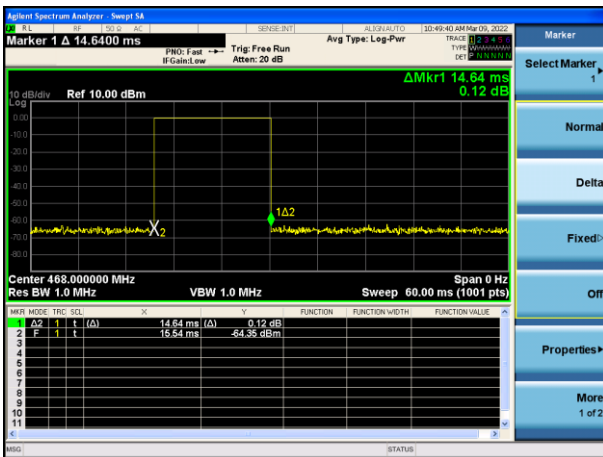 Agilent Spectrum Analyzer - Swept SA
RL RF 50 Ω AC SENSE:INT ALIGNAUTO 10:49:40 AM Mar 09, 2022
Marker 1 Δ 14.6400 ms Avg Type: Log-Pwr TRACE 1 2 3 4 5 6
PNO: Fast Trig: Free Run TYPE
IFGain:Low Atten: 20 dB DET P N N N N N
ΔMkr1 14.64 ms
10 dB/div Ref 10.00 dBm 0.12 dB
Log
0.00
-10.0
-20.0
-30.0
-40.0
-50.0
1Δ2
-60.0
X2
-70.0
-80.0
Center 468.000000 MHz Span 0 Hz
Res BW 1.0 MHz VBW 1.0 MHz Sweep 60.00 ms (1001 pts)
MKR MODE TRC SCL X Y FUNCTION FUNCTION WIDTH FUNCTION VALUE
1 Δ2 1 t (Δ) 14.64 ms (Δ) 0.12 dB
2 F 1 t 15.54 ms -64.35 dBm
3
4
5
6
7
8
9
10
11
MSG STATUS
Marker
Select Marker
1
Normal
Delta
Fixed
Off
Properties
More
1 of 2